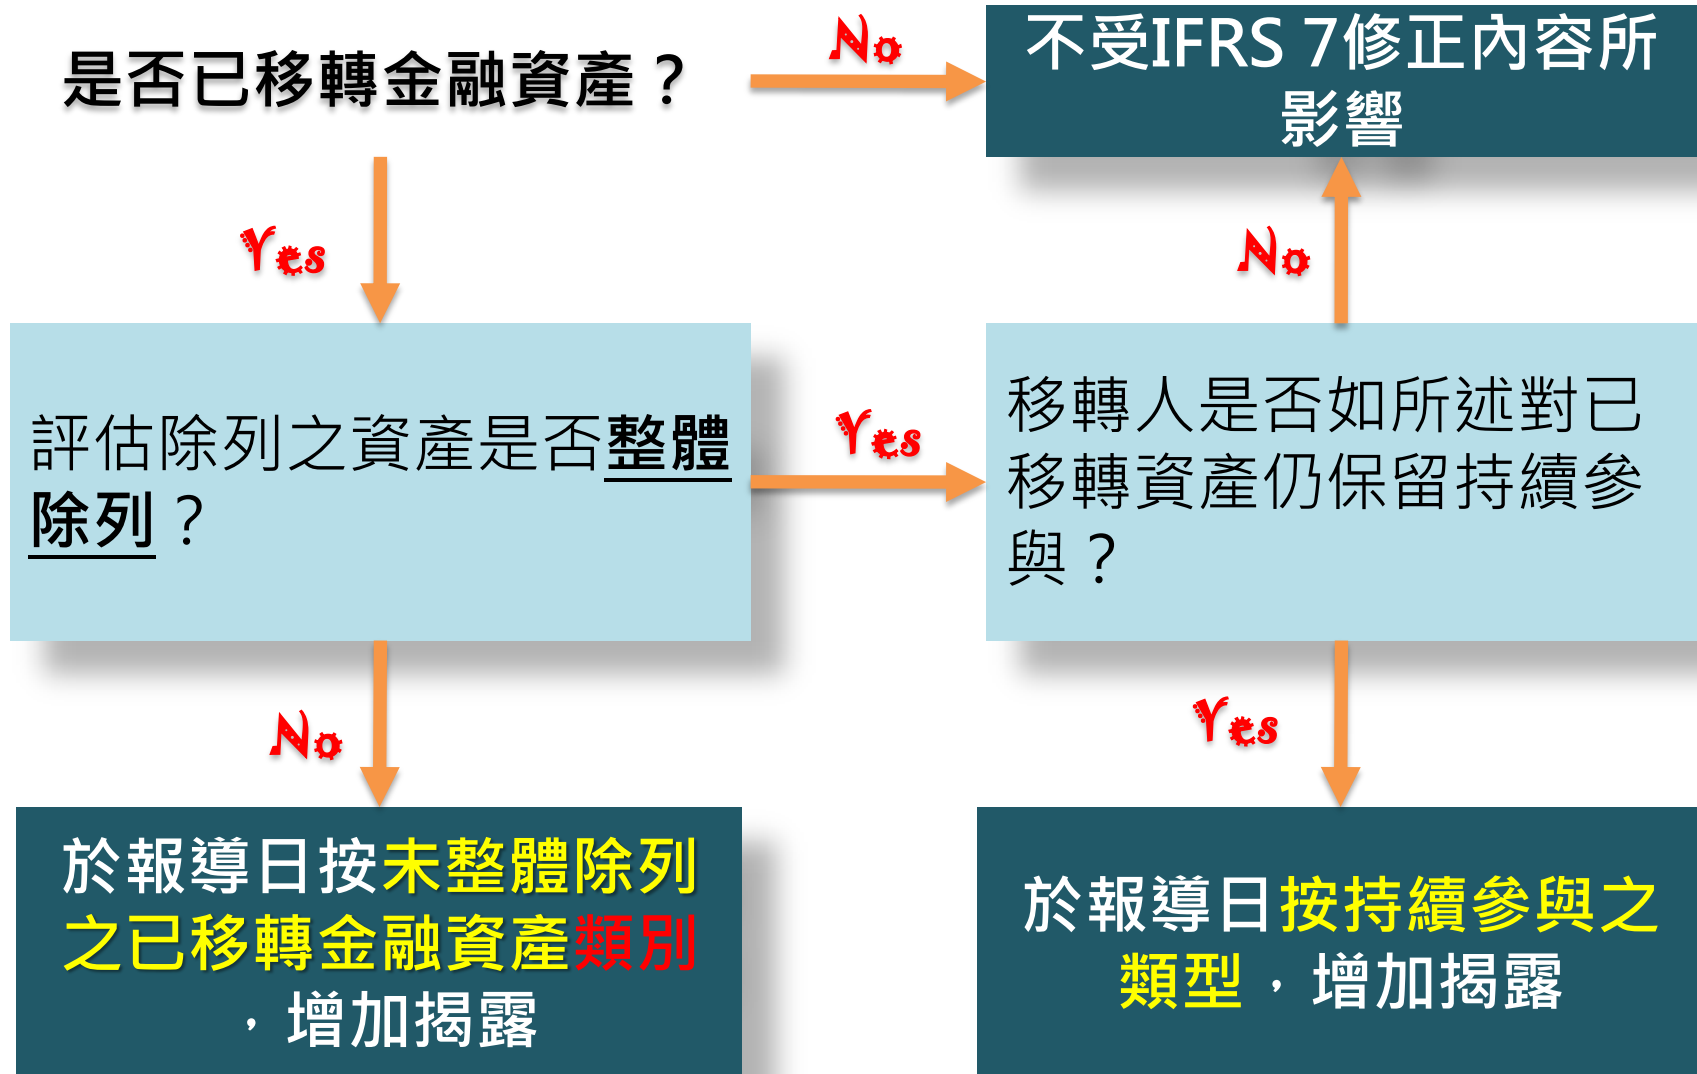 是否已移轉金融資產？
No
不受IFRS 7修正內容所
影響
Yes
No
評估除列之資產是否整體
除列？
Yes
移轉人是否如所述對已
移轉資產仍保留持續參
與？
No
Yes
於報導日按未整體除列
之已移轉金融資產類別
，增加揭露
於報導日按持續參與之
類型，增加揭露